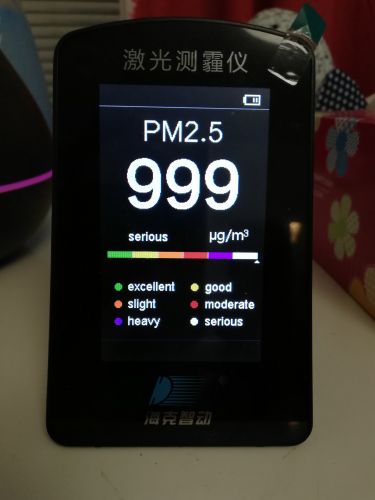 激光测霾仪
PM2.5
999
serious μg/m³
excellent good
slight moderate
heavy serious
海克智动